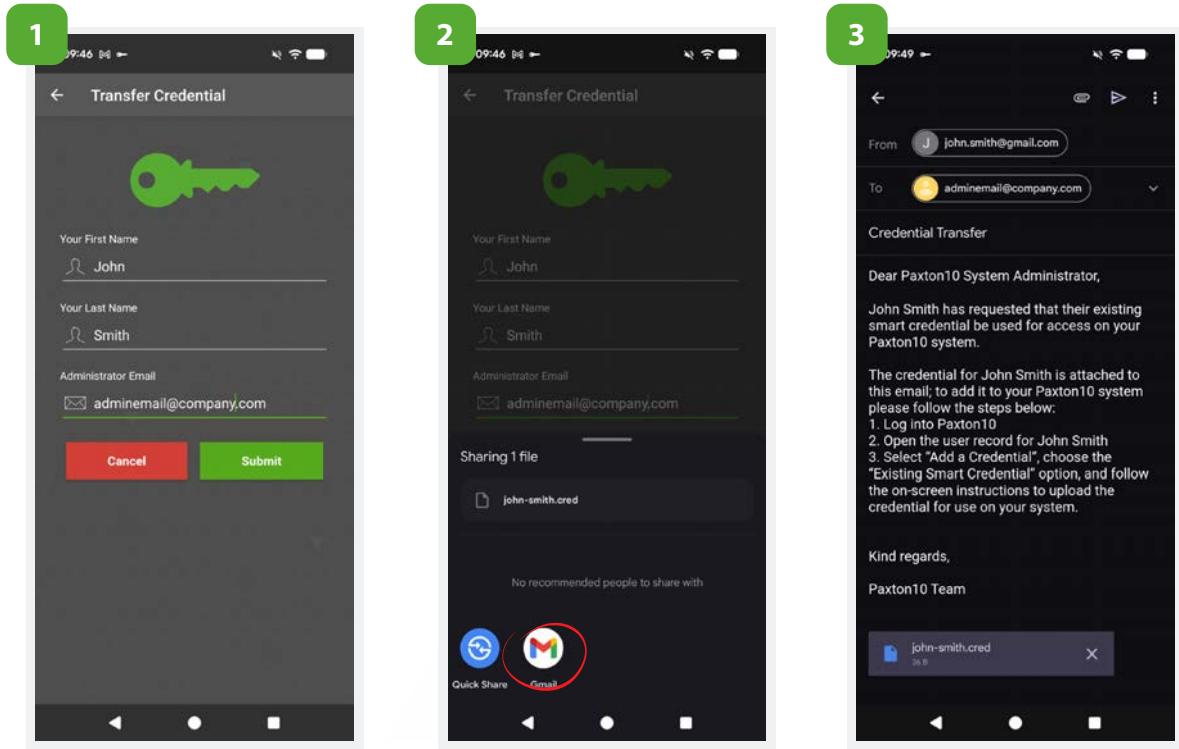 1
09:46
Transfer Credential
Your First Name
John
Your Last Name
Smith
Administrator Email
adminemail@company.com
Cancel
Submit
2
09:46
Transfer Credential
Your First Name
John
Your Last Name
Smith
Administrator Email
adminemail@company.com
Sharing 1 file
john-smith.cred
No recommended people to share with
Quick Share
Gmail
3
09:49
From
J
john.smith@gmail.com
To
adminemail@company.com
Credential Transfer
Dear Paxton10 System Administrator,
John Smith has requested that their existing
smart credential be used for access on your
Paxton10 system.
The credential for John Smith is attached to
this email; to add it to your Paxton10 system
please follow the steps below:
1. Log into Paxton10
2. Open the user record for John Smith
3. Select “Add a Credential”, choose the
“Existing Smart Credential” option, and follow
the on-screen instructions to upload the
credential for use on your system.
Kind regards,
Paxton10 Team
john-smith.cred
36 B